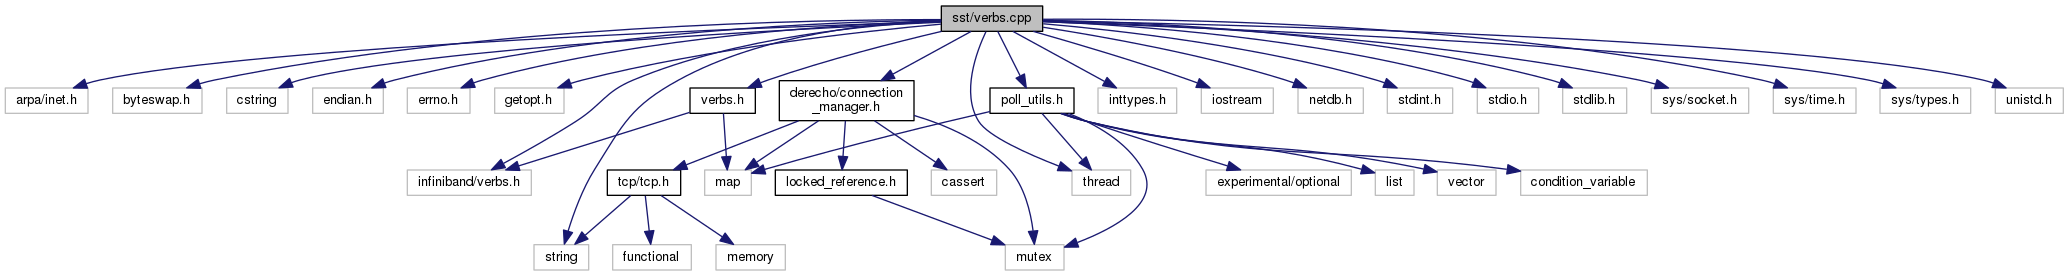 sst/verbs.cpp
arpa/inet.h
byteswap.h
cstring
endian.h
errno.h
getopt.h
verbs.h
derecho/connection
_manager.h
poll_utils.h
inttypes.h
iostream
netdb.h
stdint.h
stdio.h
stdlib.h
sys/socket.h
sys/time.h
sys/types.h
unistd.h
infiniband/verbs.h
tcp/tcp.h
map
locked_reference.h
cassert
thread
experimental/optional
list
vector
condition_variable
string
functional
memory
mutex